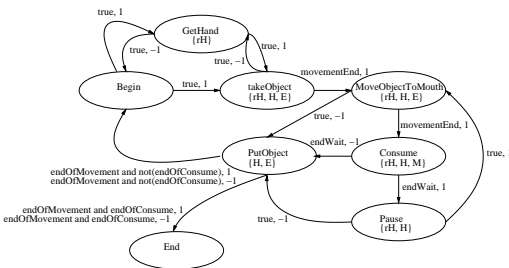 GetHand
{rH}
true, 1
true, −1
true, −1
true, 1
Begin
true, 1
takeObject
{rH, H, E}
movementEnd, 1
MoveObjectToMouth
{rH, H, E}
true, −1
movementEnd, 1
PutObject
{H, E}
endWait, −1
Consume
{rH, H, M}
true,
endOfMovement and not(endOfConsume), 1
endOfMovement and not(endOfConsume), −1
endWait, 1
endOfMovement and endOfConsume, 1
endOfMovement and endOfConsume, −1
true, −1
Pause
{rH, H}
End